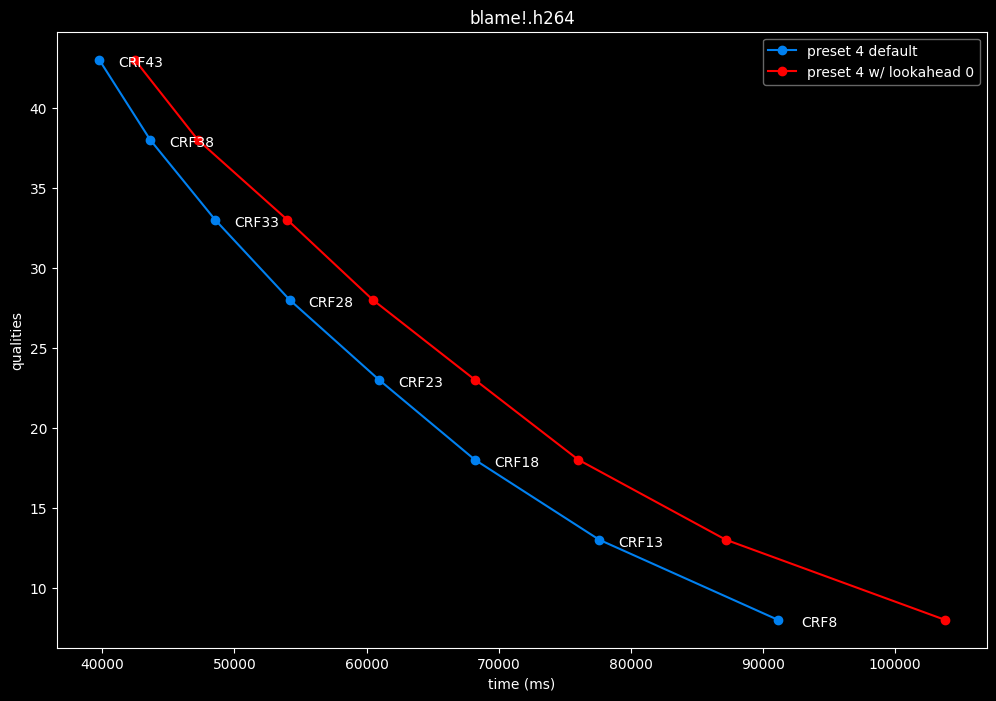 blame!.h264
preset 4 default
preset 4 w/ lookahead 0
qualities
40
35
30
25
20
15
10
CRF43
CRF38
CRF33
CRF28
CRF23
CRF18
CRF13
CRF8
40000 50000 60000 70000 80000 90000 100000
time (ms)